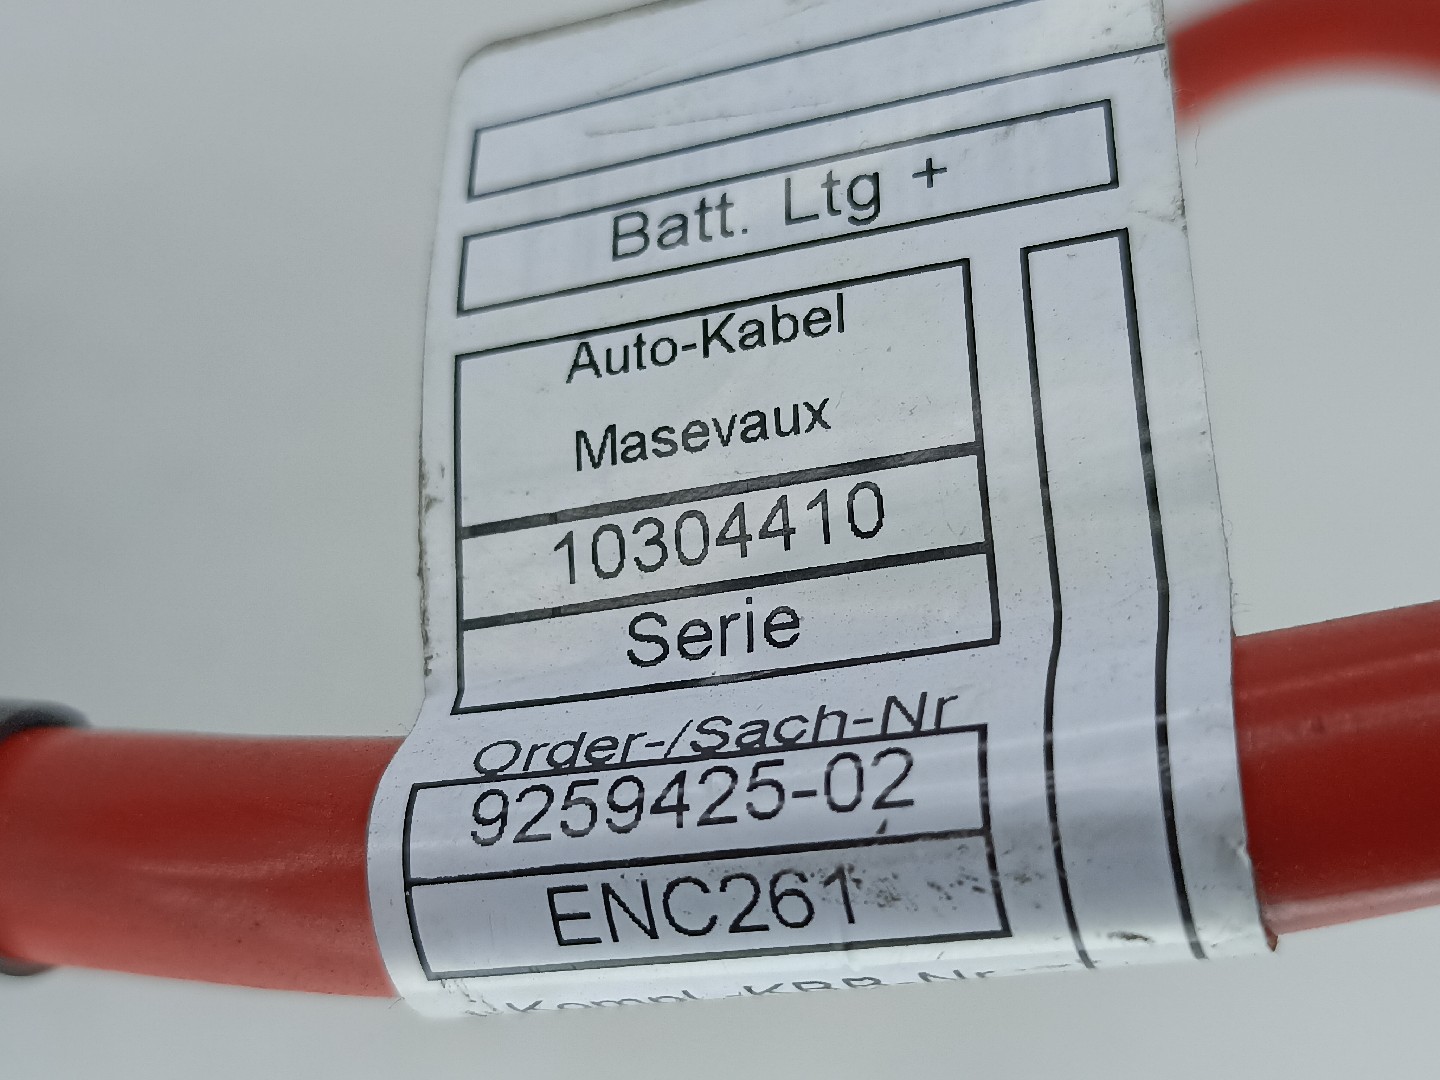 Batt. Ltg +
Auto-Kabel
Masevaux
10304410
Serie
Order-/Sach-Nr
9259425-02
ENC261